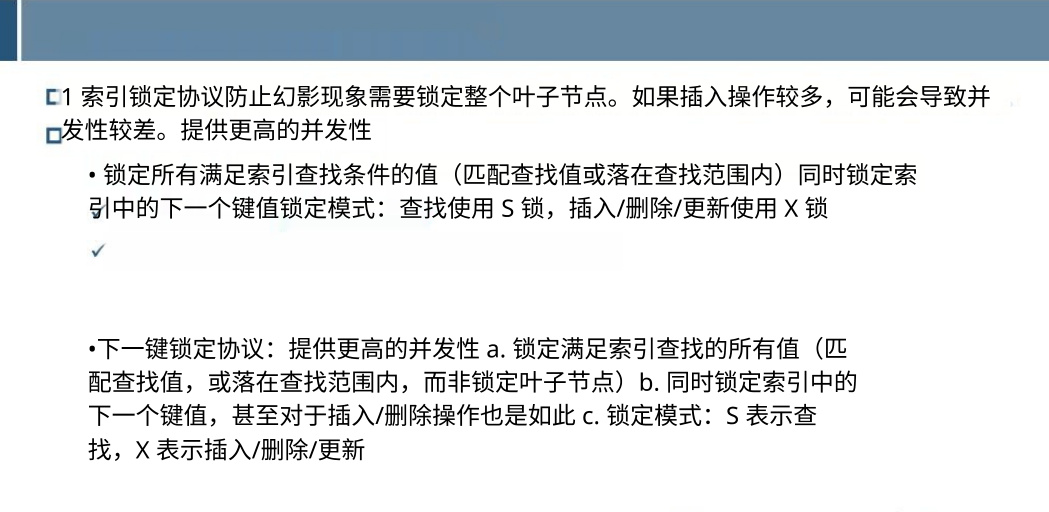 1 索引锁定协议防止幻影现象需要锁定整个叶子节点。如果插入操作较多，可能会导致并
发性较差。提供更高的并发性
• 锁定所有满足索引查找条件的值（匹配查找值或落在查找范围内）同时锁定索
引中的下一个键值锁定模式：查找使用 S 锁，插入/删除/更新使用 X 锁
•下一键锁定协议：提供更高的并发性 a. 锁定满足索引查找的所有值（匹
配查找值，或落在查找范围内，而非锁定叶子节点）b. 同时锁定索引中的
下一个键值，甚至对于插入/删除操作也是如此 c. 锁定模式：S 表示查
找，X 表示插入/删除/更新